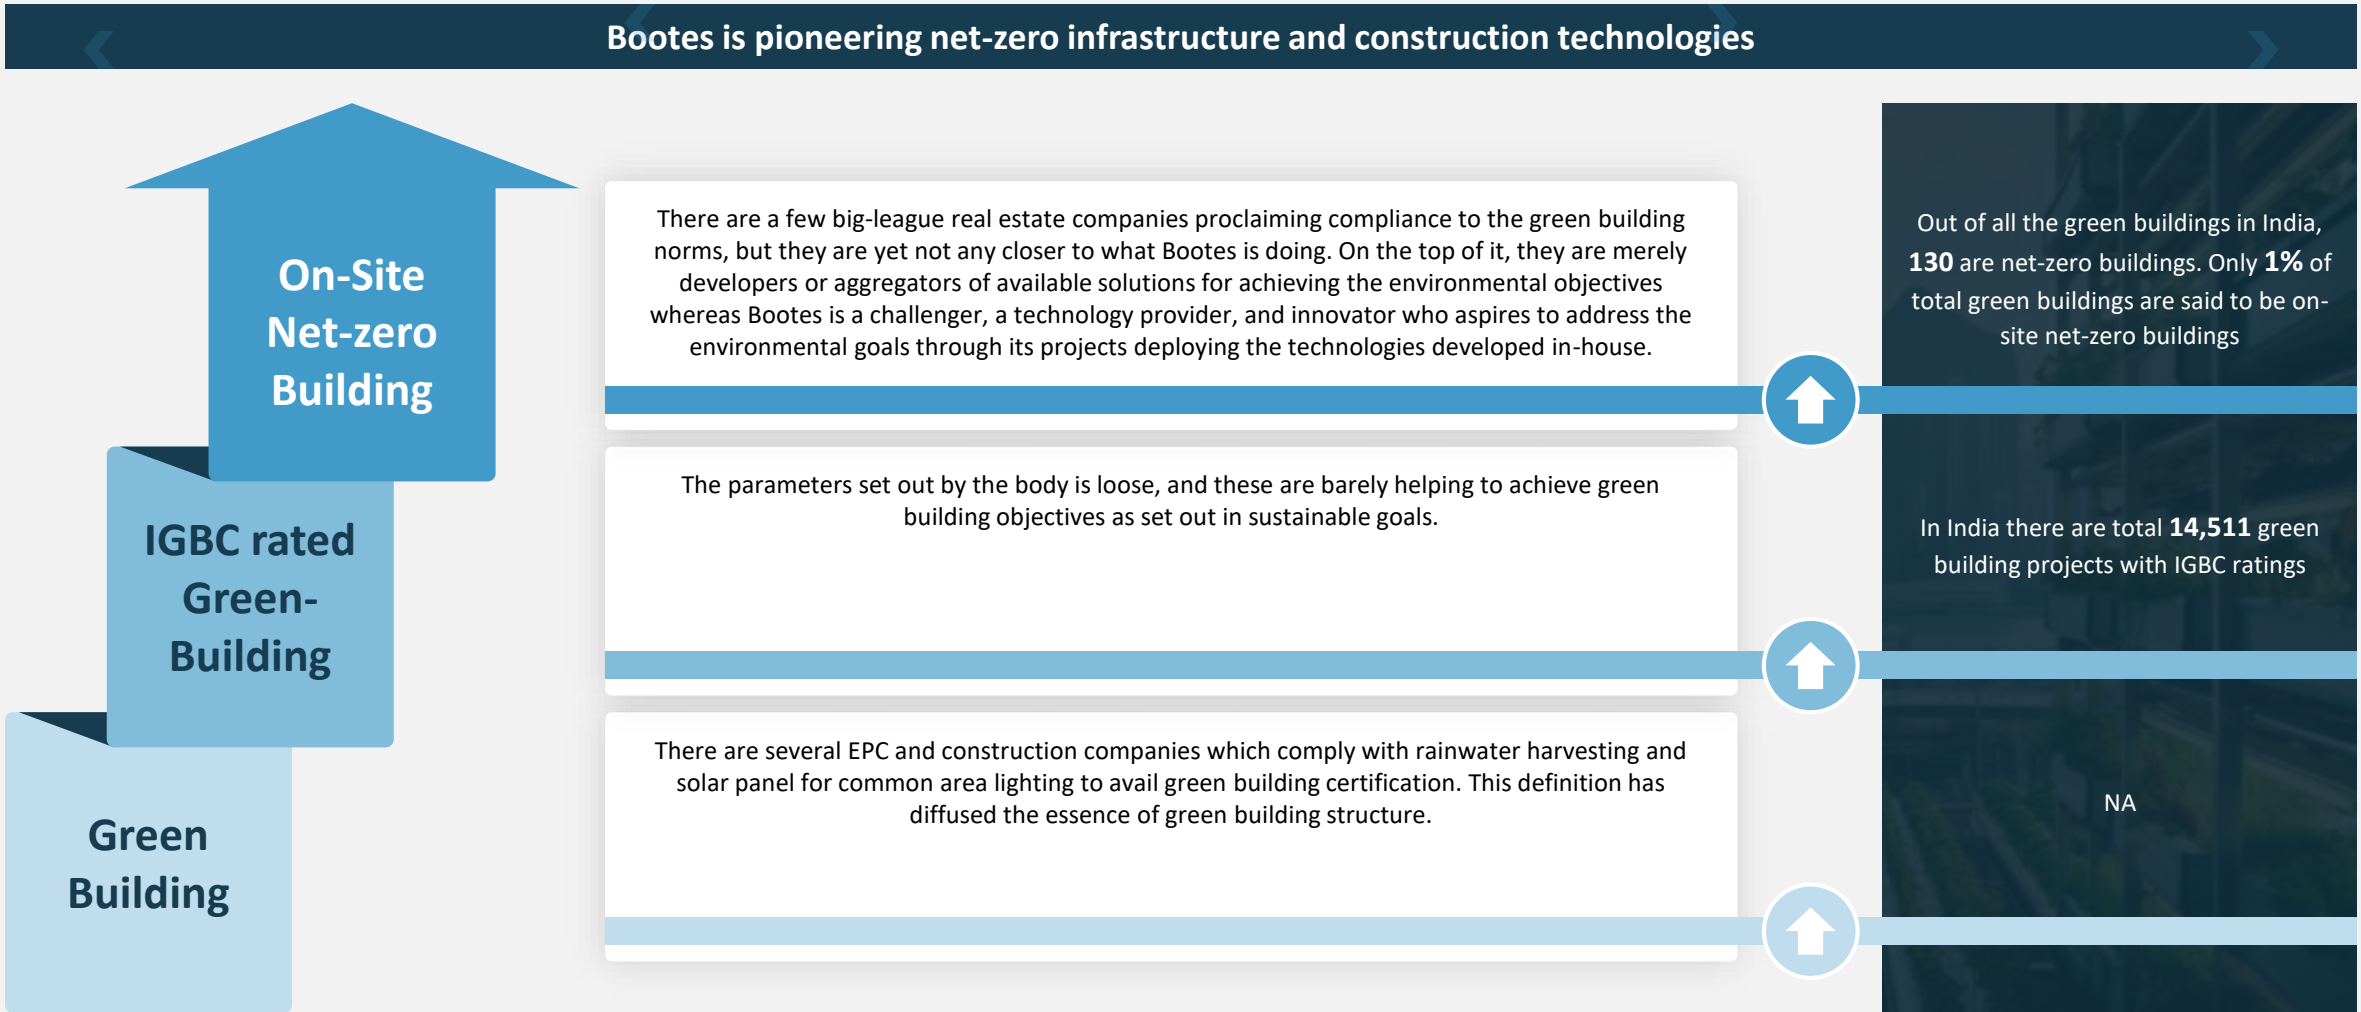 Bootes is pioneering net-zero infrastructure and construction technologies
On-Site
Net-zero
Building
There are a few big-league real estate companies proclaiming compliance to the green building
norms, but they are yet not any closer to what Bootes is doing. On the top of it, they are merely
developers or aggregators of available solutions for achieving the environmental objectives
whereas Bootes is a challenger, a technology provider, and innovator who aspires to address the
environmental goals through its projects deploying the technologies developed in-house.
Out of all the green buildings in India,
130 are net-zero buildings. Only 1% of
total green buildings are said to be on-
site net-zero buildings
IGBC rated
Green-
Building
The parameters set out by the body is loose, and these are barely helping to achieve green
building objectives as set out in sustainable goals.
In India there are total 14,511 green
building projects with IGBC ratings
Green
Building
There are several EPC and construction companies which comply with rainwater harvesting and
solar panel for common area lighting to avail green building certification. This definition has
diffused the essence of green building structure.
NA